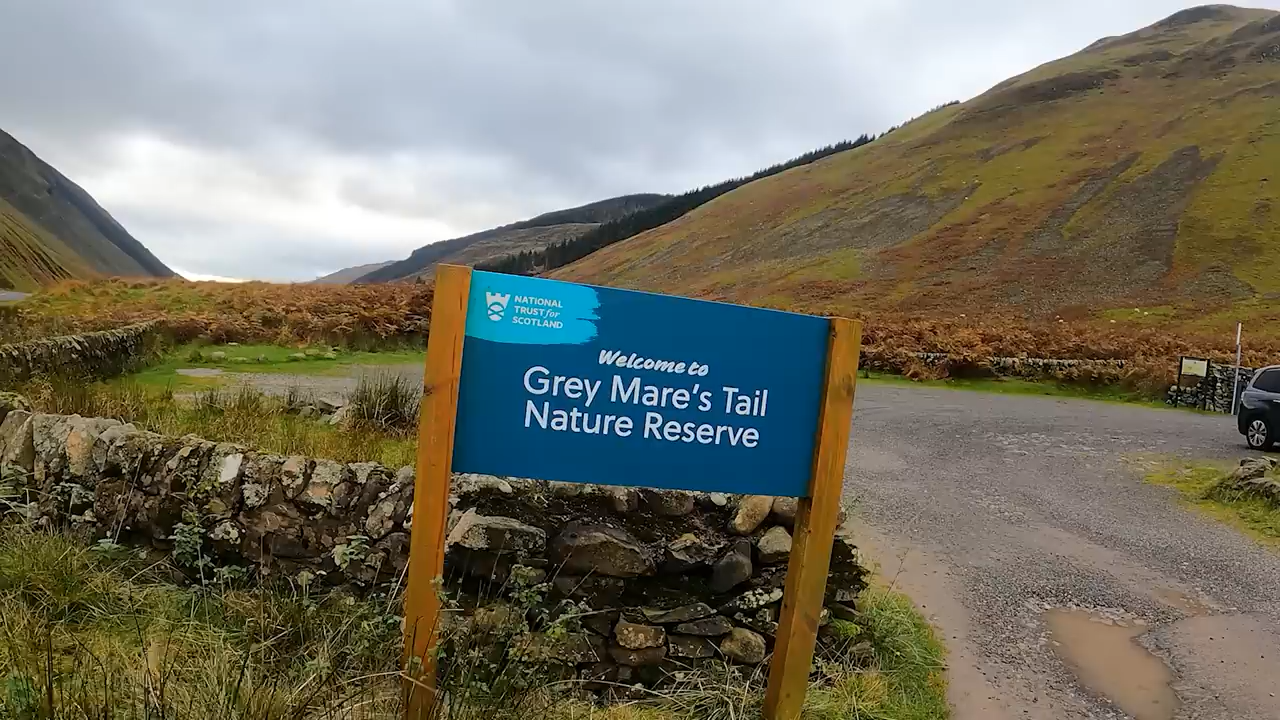 NATIONAL
TRUST for
SCOTLAND
Welcome to
Grey Mare's Tail
Nature Reserve